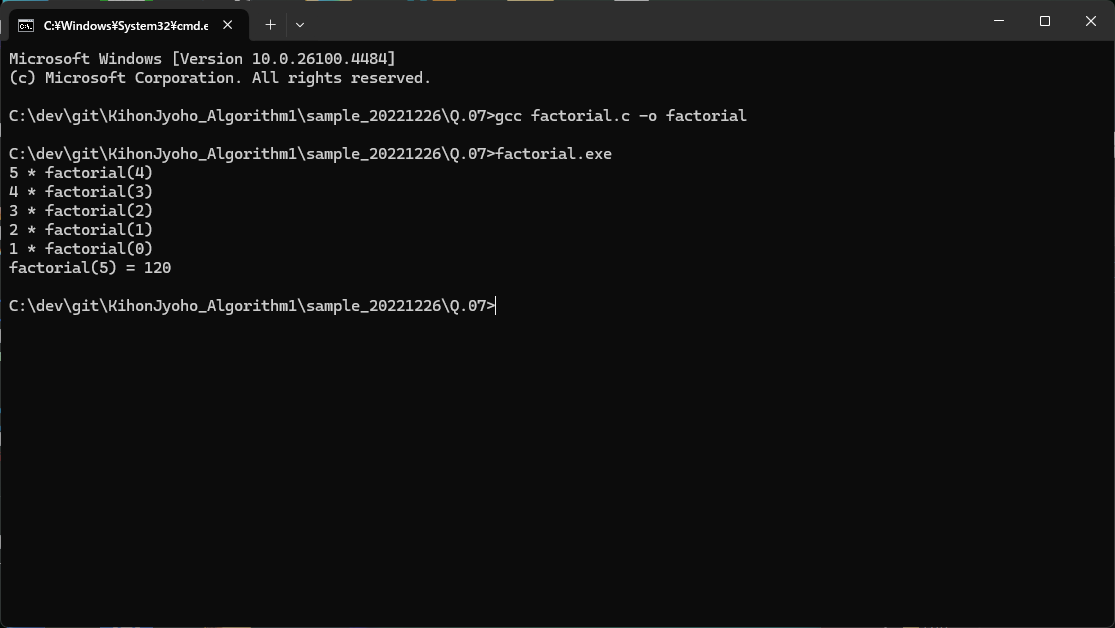 C:¥Windows¥System32¥cmd.e
Microsoft Windows [Version 10.0.26100.4484]
(c) Microsoft Corporation. All rights reserved.
C:\dev\git\KihonJyoho_Algorithm1\sample_20221226\Q.07>gcc factorial.c -o factorial
C:\dev\git\KihonJyoho_Algorithm1\sample_20221226\Q.07>factorial.exe
5 * factorial(4)
4 * factorial(3)
3 * factorial(2)
2 * factorial(1)
1 * factorial(0)
factorial(5) = 120
C:\dev\git\KihonJyoho_Algorithm1\sample_20221226\Q.07>